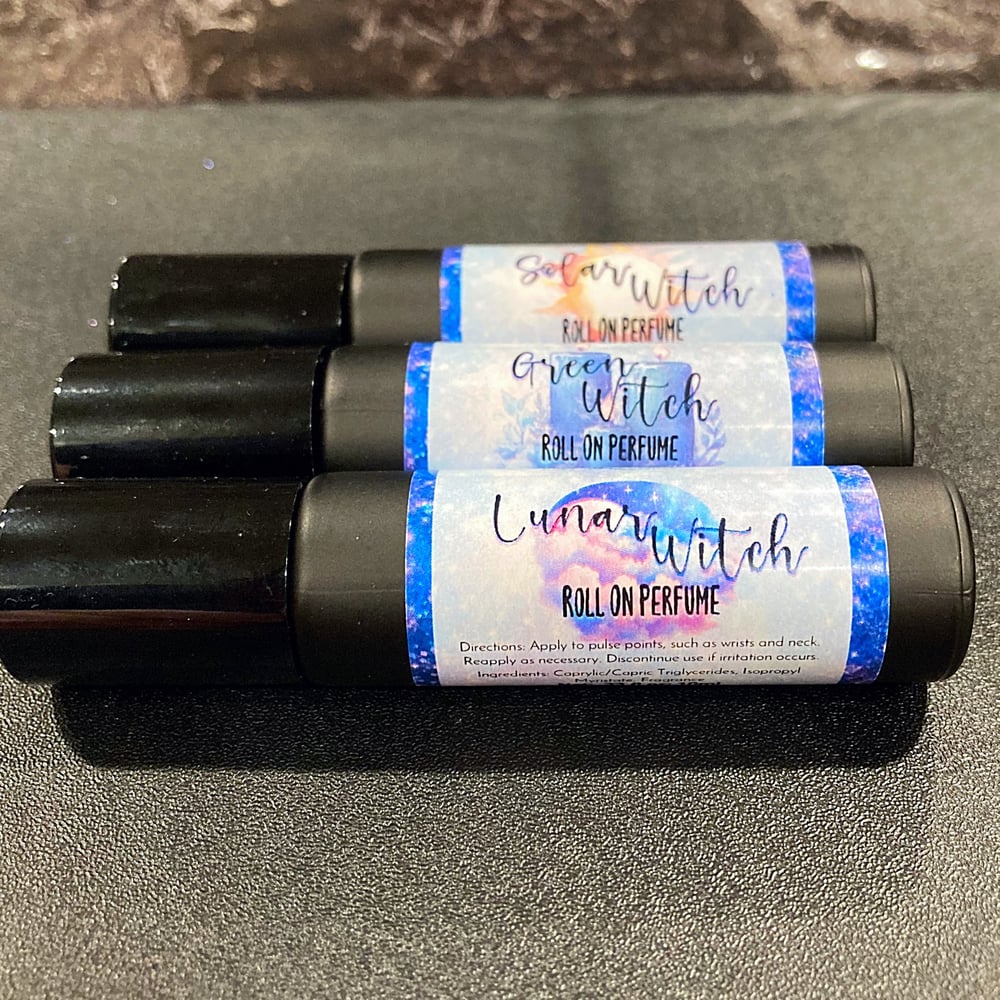 Solar Witch
ROLL ON PERFUME
Green
Witch
ROLL ON PERFUME
Lunar Witch
ROLL ON PERFUME
Directions: Apply to pulse points, such as wrists and neck.
Reapply as necessary. Discontinue use if irritation occurs.
Ingredients: Caprylic/Capric Triglycerides, Isopropyl
Myristate, Fragrance